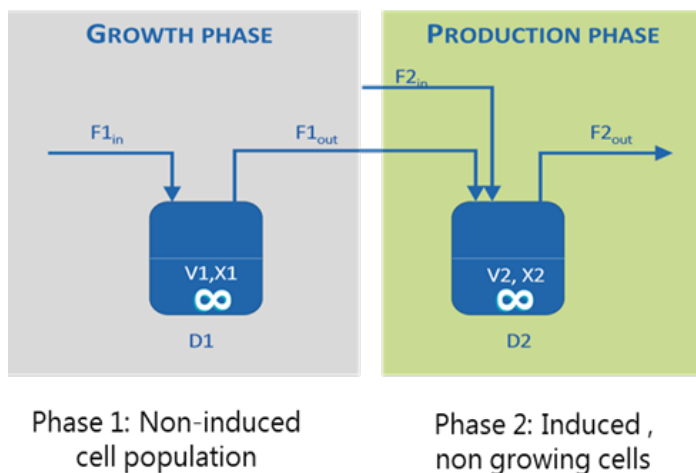 GROWTH PHASE
PRODUCTION PHASE
F2in
F1in
F1out
F2out
V1,X1
V2, X2
∞
∞
D1
D2
Phase 1: Non-induced
cell population
Phase 2: Induced ,
non growing cells